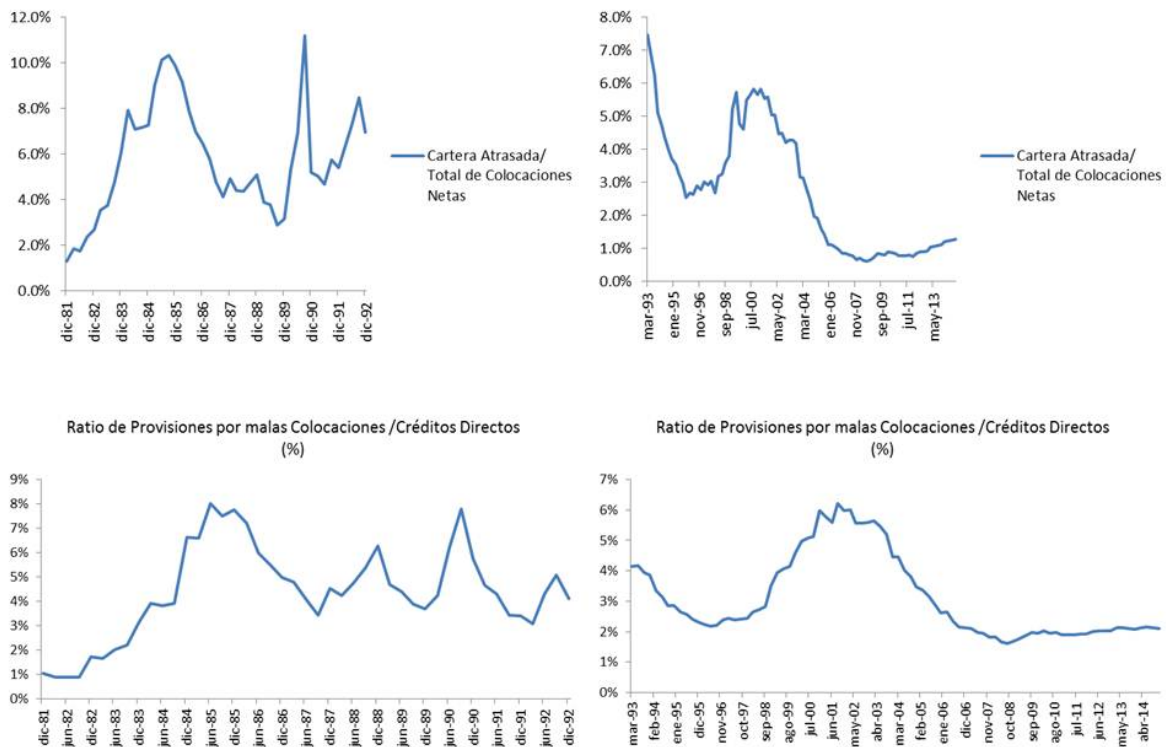 12.0%
10.0%
8.0%
6.0%
4.0%
2.0%
0.0%
dic-81
dic-82
dic-83
dic-84
dic-85
dic-86
dic-87
dic-88
dic-89
dic-90
dic-91
dic-92
Cartera Atrasada/
Total de Colocaciones
Netas
8.0%
7.0%
6.0%
5.0%
4.0%
3.0%
2.0%
1.0%
0.0%
mar-93
ene-95
nov-96
sep-98
jul-00
may-02
mar-04
ene-06
nov-07
sep-09
jul-11
may-13
Cartera Atrasada/
Total de Colocaciones
Netas
Ratio de Provisiones por malas Colocaciones /Créditos Directos
(%)
9%
8%
7%
6%
5%
4%
3%
2%
1%
0%
dic-81
jun-82
dic-82
jun-83
dic-83
jun-84
dic-84
jun-85
dic-85
jun-86
dic-86
jun-87
dic-87
jun-88
dic-88
jun-89
dic-89
jun-90
dic-90
jun-91
dic-91
jun-92
dic-92
Ratio de Provisiones por malas Colocaciones /Créditos Directos
(%)
7%
6%
5%
4%
3%
2%
1%
0%
mar-93
feb-94
ene-95
dic-95
nov-96
oct-97
sep-98
ago-99
jul-00
jun-01
may-02
abr-03
mar-04
feb-05
ene-06
dic-06
nov-07
oct-08
sep-09
ago-10
jul-11
jun-12
may-13
abr-14